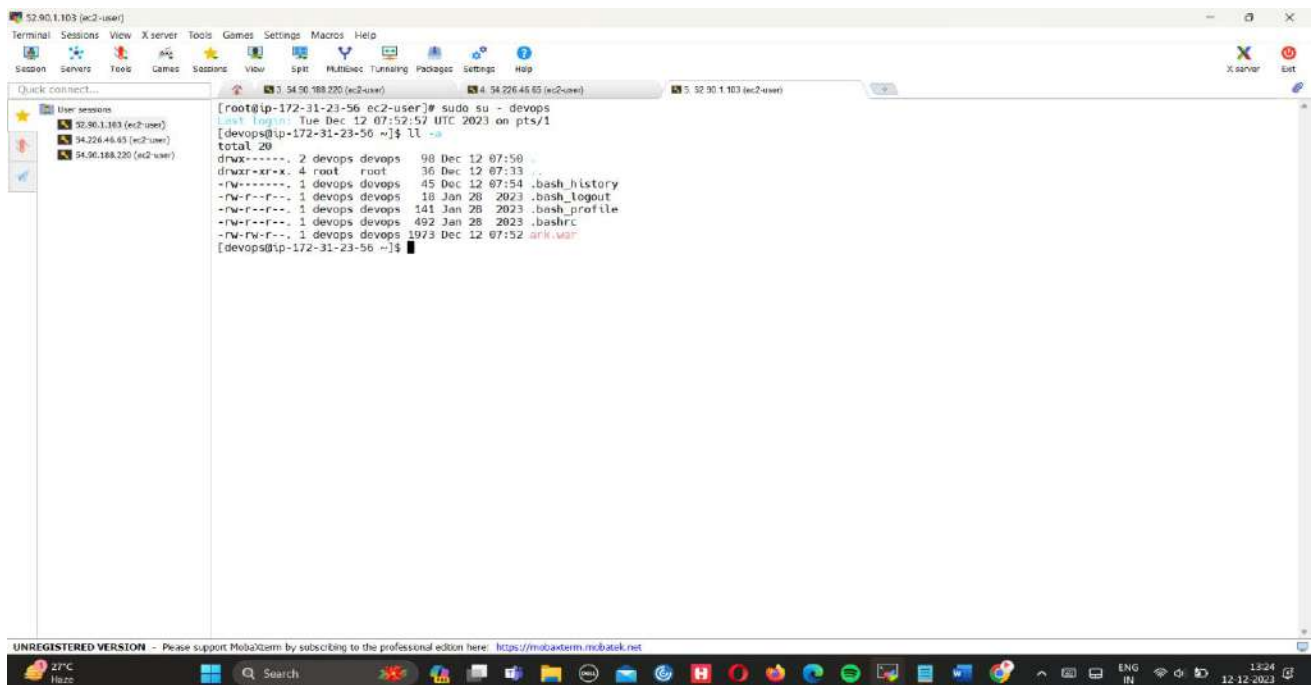 52.90.1.103 (ec2-user)
Terminal Sessions View X server Tools Games Settings Macros Help
Session Servers Tools Games Sessions View Split MultiExec Tunneling Packages Settings Help X server Exit
Quick connect... 3. 54.90.188.220 (ec2-user) 4. 54.226.46.65 (ec2-user) 5. 52.90.1.103 (ec2-user)
User sessions
52.90.1.103 (ec2-user)
54.226.46.65 (ec2-user)
54.90.188.220 (ec2-user)
[root@ip-172-31-23-56 ec2-user]# sudo su - devops
Last login: Tue Dec 12 07:52:57 UTC 2023 on pts/1
[devops@ip-172-31-23-56 ~]$ ll -a
total 20
drwx------. 2 devops devops 98 Dec 12 07:50 .
drwxr-xr-x. 4 root root 36 Dec 12 07:33 ..
-rw-------. 1 devops devops 45 Dec 12 07:54 .bash_history
-rw-r--r--. 1 devops devops 18 Jan 28 2023 .bash_logout
-rw-r--r--. 1 devops devops 141 Jan 28 2023 .bash_profile
-rw-r--r--. 1 devops devops 492 Jan 28 2023 .bashrc
-rw-rw-r--. 1 devops devops 1973 Dec 12 07:52 ark.war
[devops@ip-172-31-23-56 ~]$
UNREGISTERED VERSION - Please support MobaXterm by subscribing to the professional edition here: https://mobaxterm.mobatek.net
27°C
Haze
Search
DELL
ENG
IN
13:24
12-12-2023